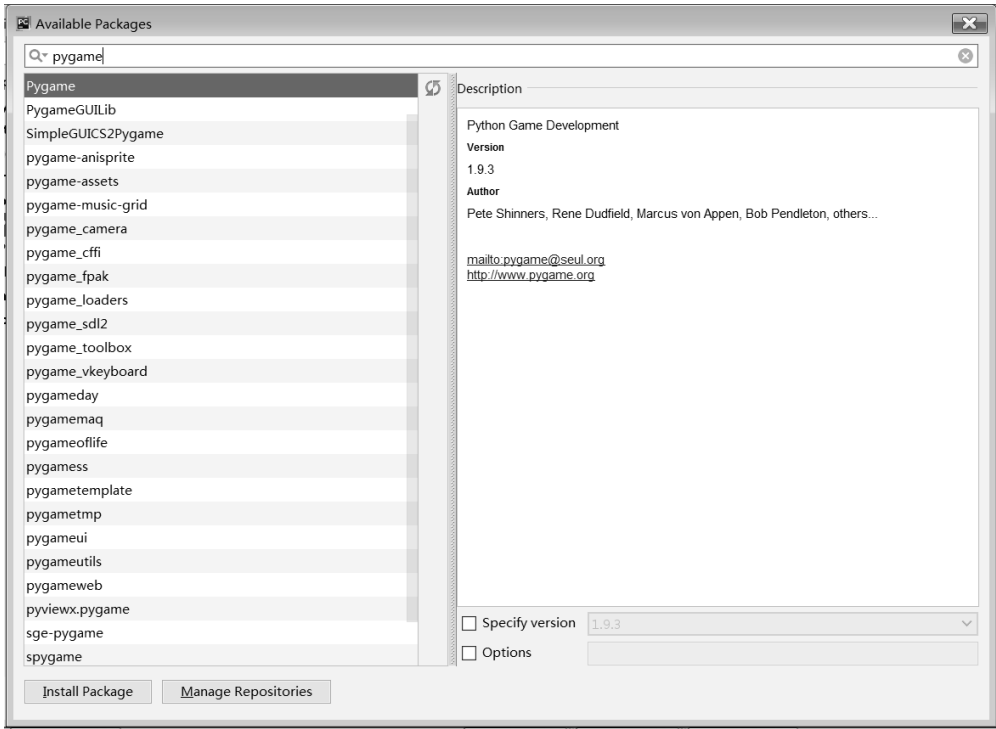 PC Available Packages
pygame
Pygame
PygameGUILib
SimpleGUICS2Pygame
pygame-anisprite
pygame-assets
pygame-music-grid
pygame_camera
pygame_cffi
pygame_fpak
pygame_loaders
pygame_sdl2
pygame_toolbox
pygame_vkeyboard
pygameday
pygamemaq
pygameoflife
pygamess
pygametemplate
pygametmp
pygameui
pygameutils
pygameweb
pyviewx.pygame
sge-pygame
spygame
Description
Python Game Development
Version
1.9.3
Author
Pete Shinners, Rene Dudfield, Marcus von Appen, Bob Pendleton, others...
mailto:pygame@seul.org
http://www.pygame.org
Specify version 1.9.3
Options
Install Package Manage Repositories